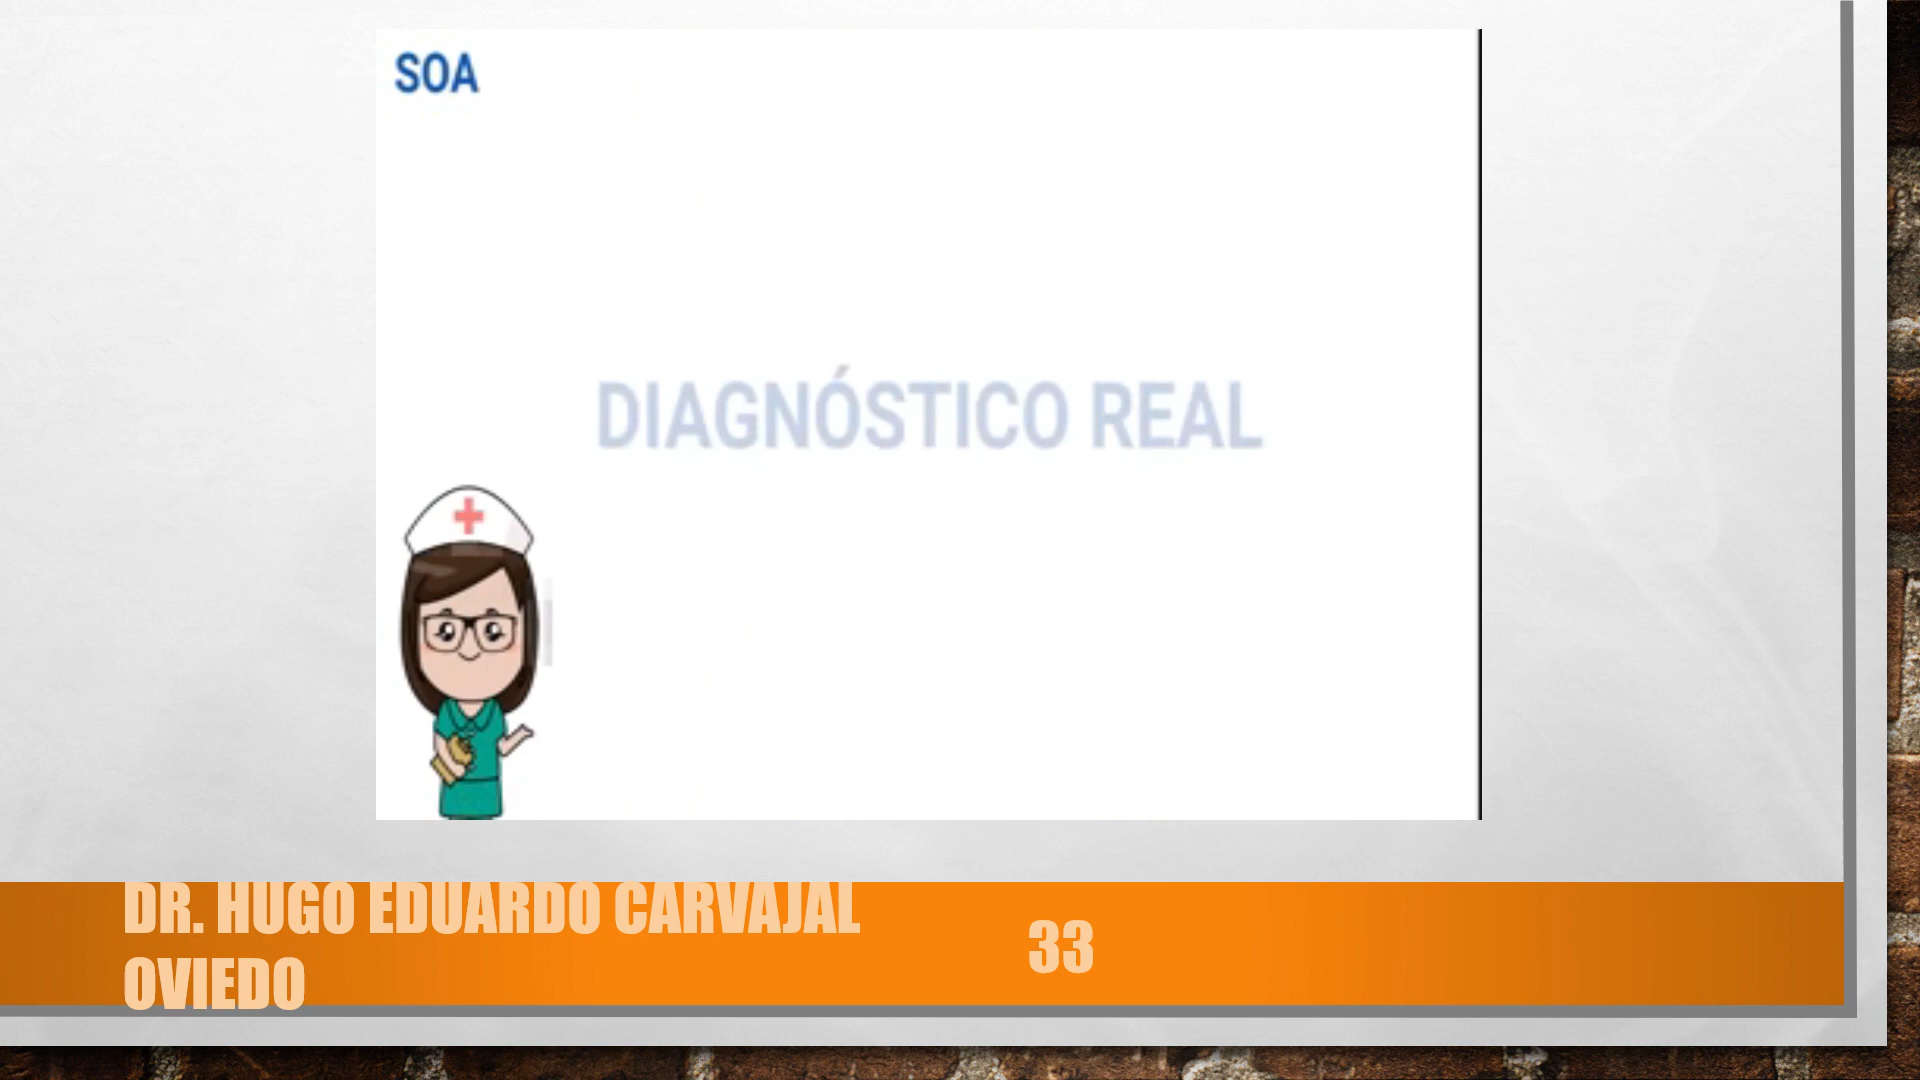 SOA
DIAGNÓSTICO REAL
DR. HUGO EDUARDO CARVAJAL
OVIEDO
33